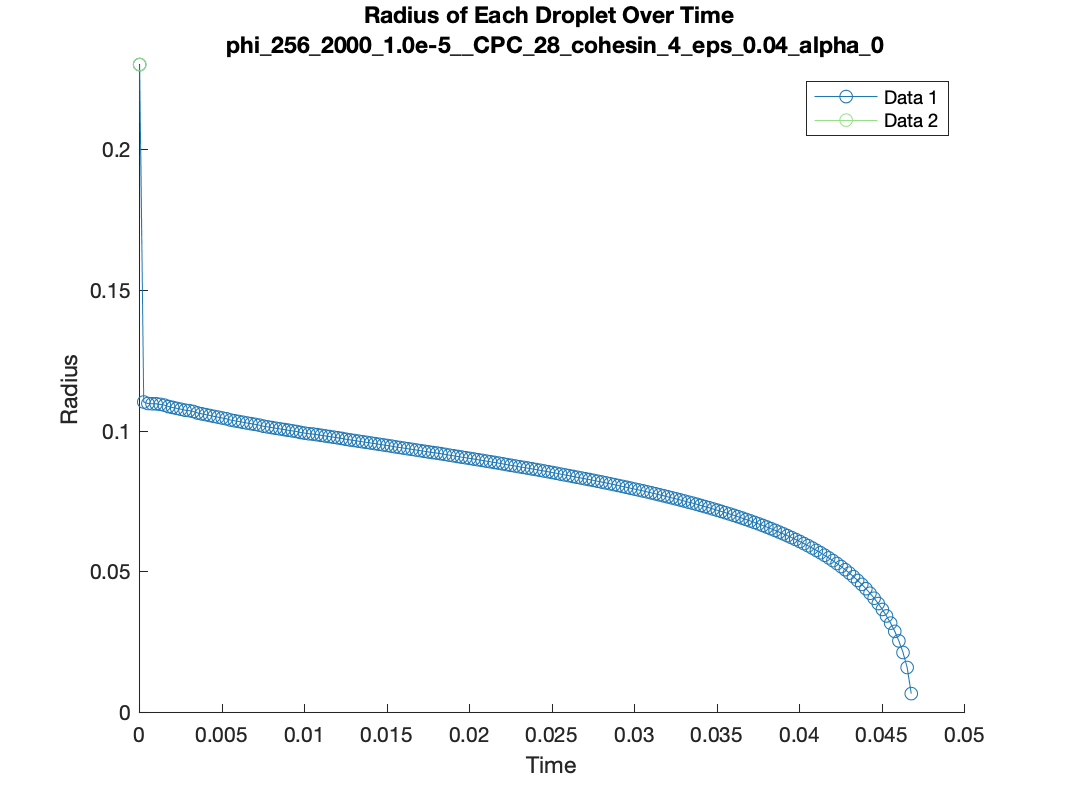 Radius of Each Droplet Over Time
phi_256_2000_1.0e-5__CPC_28_cohesin_4_eps_0.04_alpha_0
Data 1
Data 2
0.2
0.15
0.1
0.05
0
Radius
0 0.005 0.01 0.015 0.02 0.025 0.03 0.035 0.04 0.045 0.05
Time